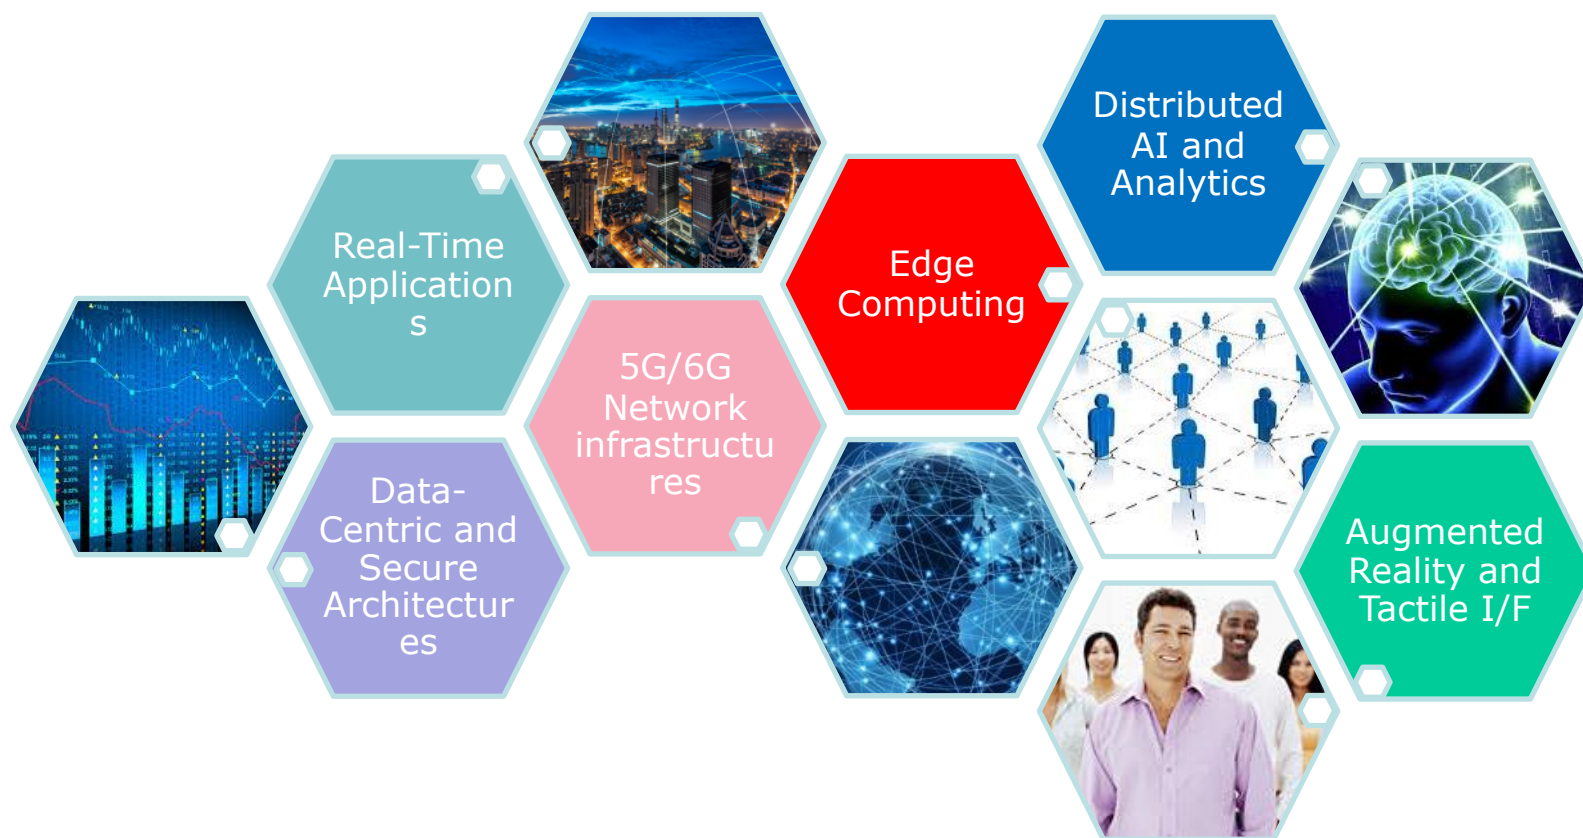 Real-Time
Application
s
Data-
Centric and
Secure
Architectur
es
5G/6G
Network
infrastructu
res
Edge
Computing
Distributed
AI and
Analytics
Augmented
Reality and
Tactile I/F